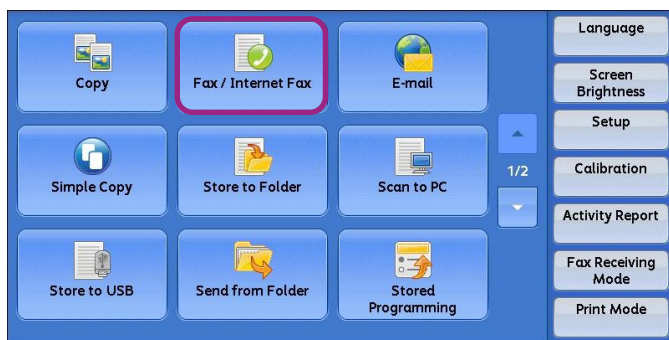 Copy
Fax / Internet Fax
E-mail
Simple Copy
Store to Folder
Scan to PC
Store to USB
Send from Folder
Stored
Programming
1/2
Language
Screen
Brightness
Setup
Calibration
Activity Report
Fax Receiving
Mode
Print Mode